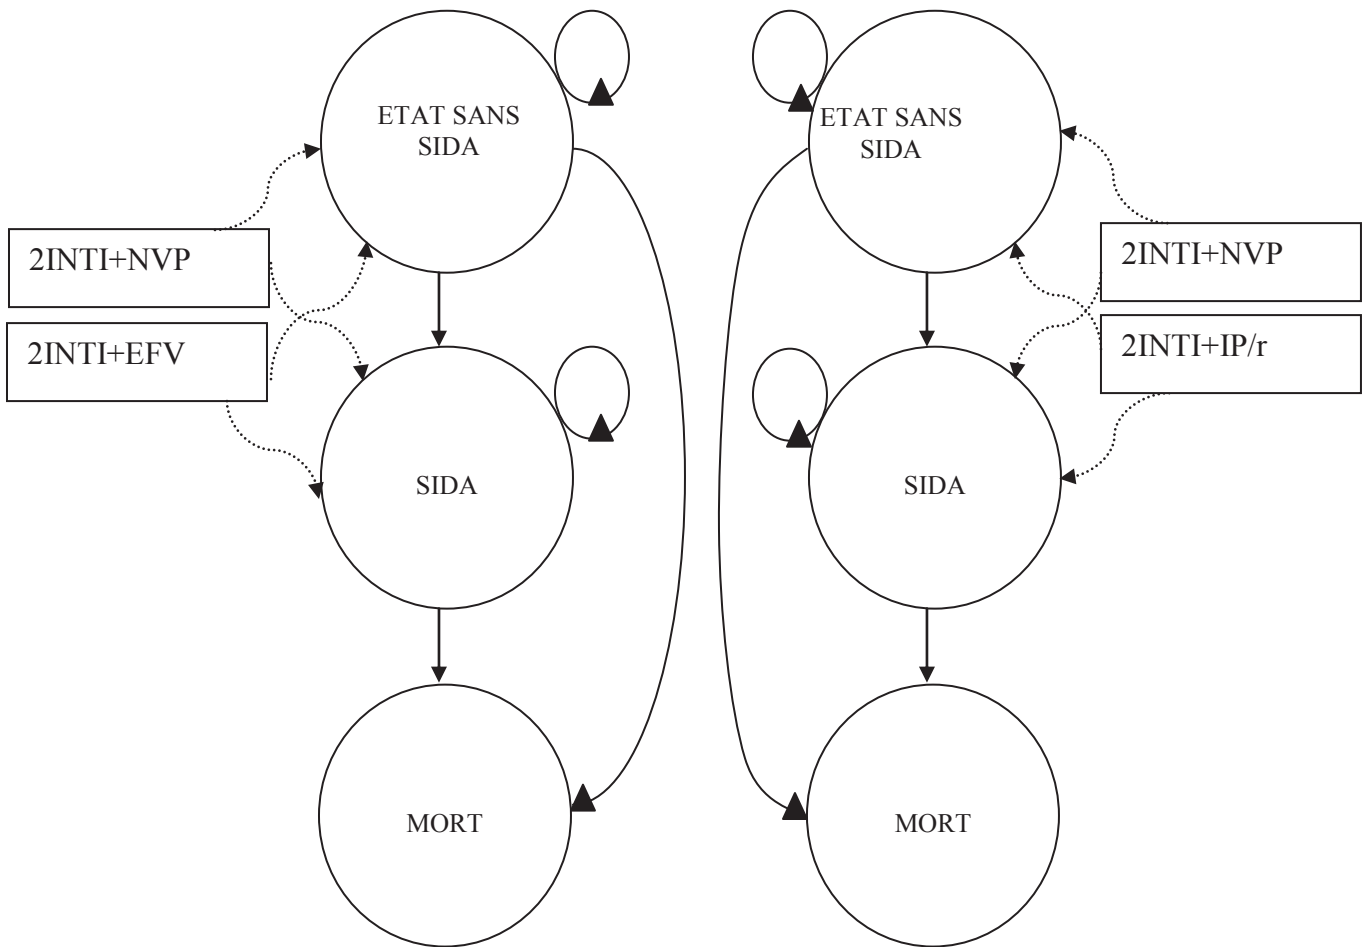 ETAT SANS
SIDA
ETAT SANS
SIDA
2INTI+NVP
2INTI+NVP
2INTI+EFV
2INTI+IP/r
SIDA
SIDA
MORT
MORT